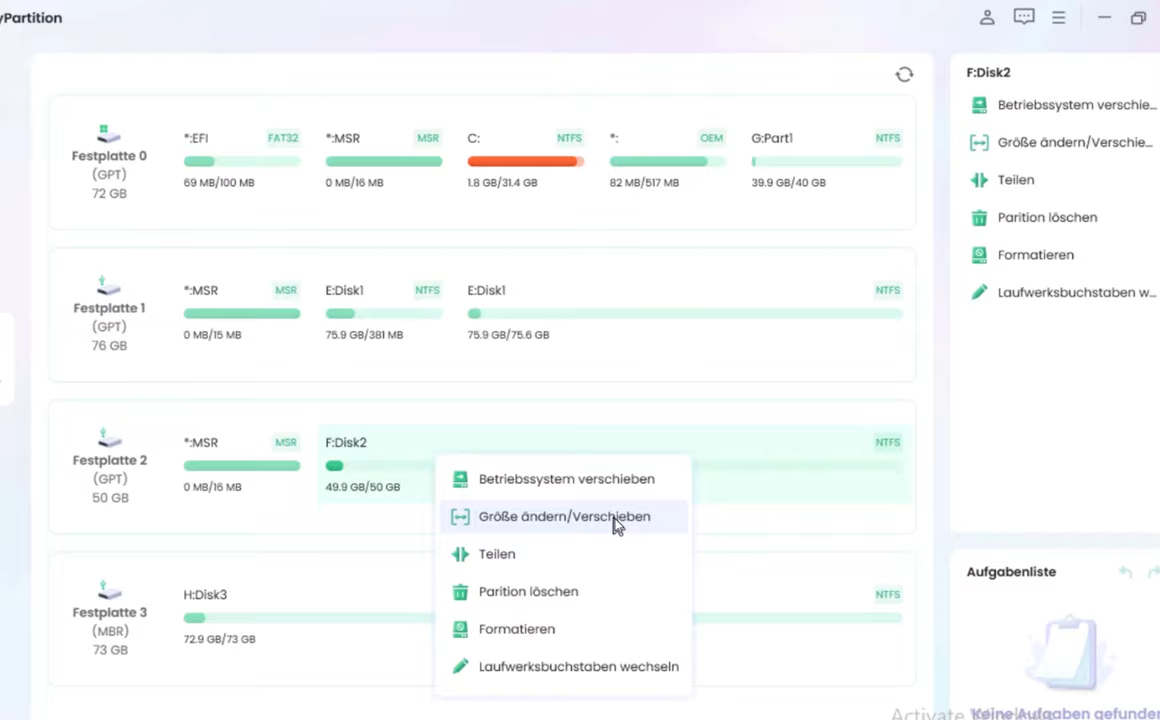 yPartition
F:Disk2
Betriebssystem verschie...
Größe ändern/Verschie...
Teilen
Parition löschen
Formatieren
Laufwerksbuchstaben w...
Festplatte 0
(GPT)
72 GB
*:EFI FAT32
69 MB/100 MB
*:MSR MSR
0 MB/16 MB
C: NTFS
1.8 GB/31.4 GB
*: OEM
82 MB/517 MB
G:Part1 NTFS
39.9 GB/40 GB
Festplatte 1
(GPT)
76 GB
*:MSR MSR
0 MB/15 MB
E:Disk1 NTFS
75.9 GB/381 MB
E:Disk1 NTFS
75.9 GB/75.6 GB
Festplatte 2
(GPT)
50 GB
*:MSR MSR
0 MB/16 MB
F:Disk2 NTFS
49.9 GB/50 GB
Betriebssystem verschieben
Größe ändern/Verschieben
Teilen
Parition löschen
Formatieren
Laufwerksbuchstaben wechseln
Festplatte 3
(MBR)
73 GB
H:Disk3 NTFS
72.9 GB/73 GB
Aufgabenliste
Activate
Keine Aufgaben gefunden